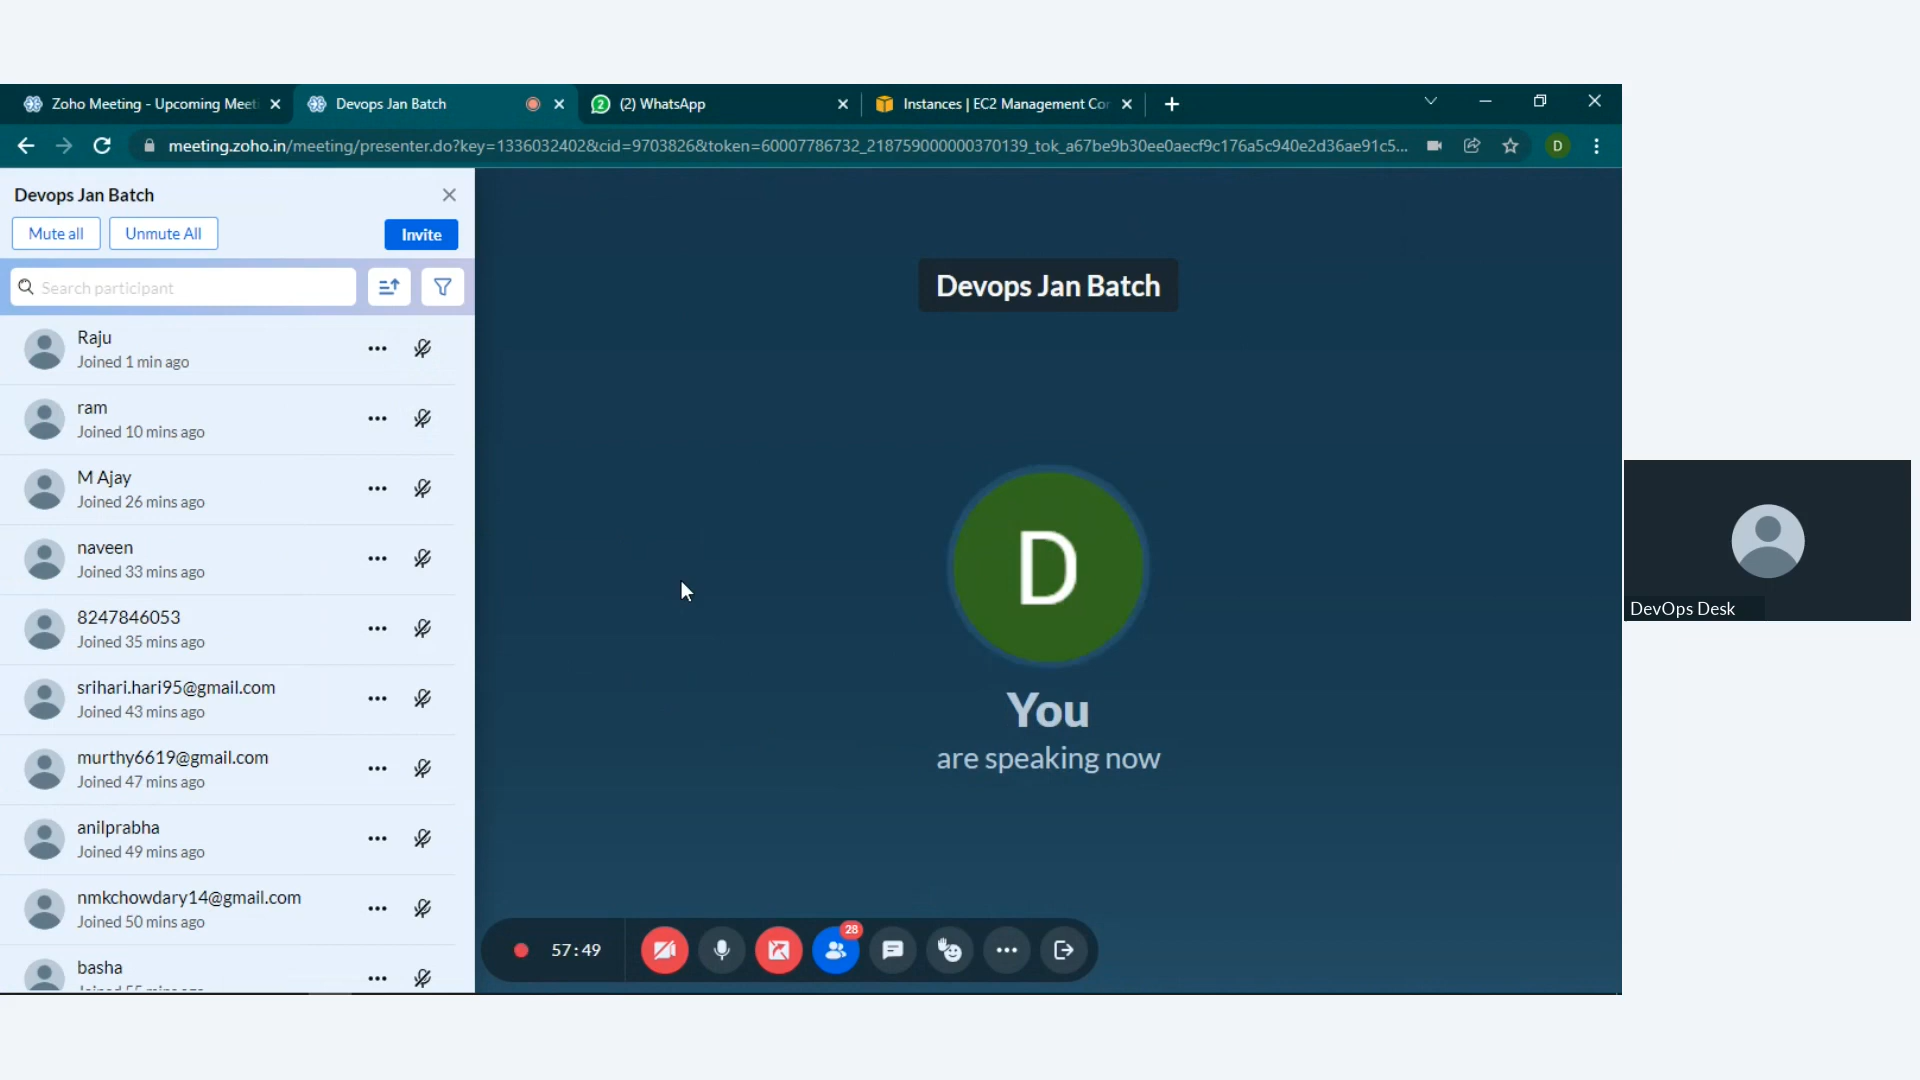 Zoho Meeting - Upcoming Meet
Devops Jan Batch
2
(2) WhatsApp
Instances | EC2 Management Cor
meeting.zoho.in/meeting/presenter.do?key=1336032402&cid=9703826&token=60007786732_218759000000370139_tok_a67be9b30ee0aecf9c176a5c940e2d36ae91c5...
D
Devops Jan Batch
Mute all
Unmute All
Invite
Search participant
Raju
Joined 1 min ago
ram
Joined 10 mins ago
M Ajay
Joined 26 mins ago
naveen
Joined 33 mins ago
8247846053
Joined 35 mins ago
srihari.hari95@gmail.com
Joined 43 mins ago
murthy6619@gmail.com
Joined 47 mins ago
anilprabha
Joined 49 mins ago
nmkchowdary14@gmail.com
Joined 50 mins ago
basha
Joined 55 mins ago
Devops Jan Batch
D
You
are speaking now
57:49
28
DevOps Desk